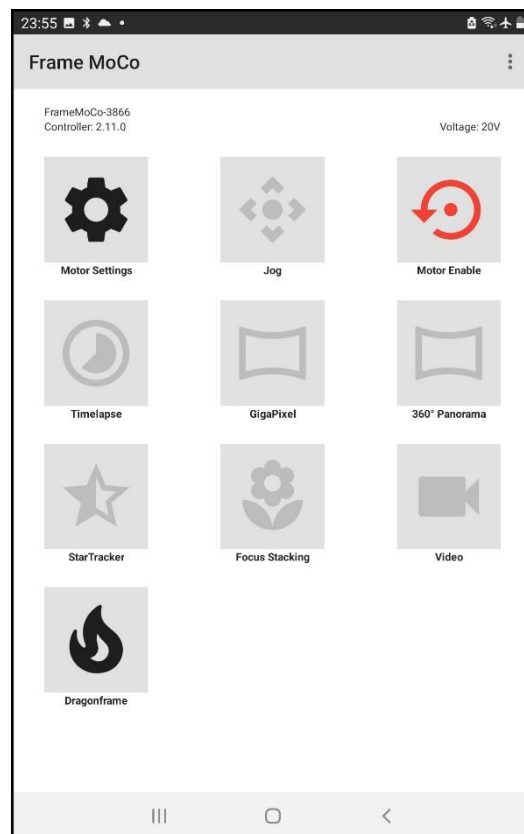 23:55
Frame MoCo
FrameMoCo-3866
Controller: 2.11.0
Voltage: 20V
Motor Settings
Jog
Motor Enable
Timelapse
GigaPixel
360° Panorama
StarTracker
Focus Stacking
Video
Dragonframe